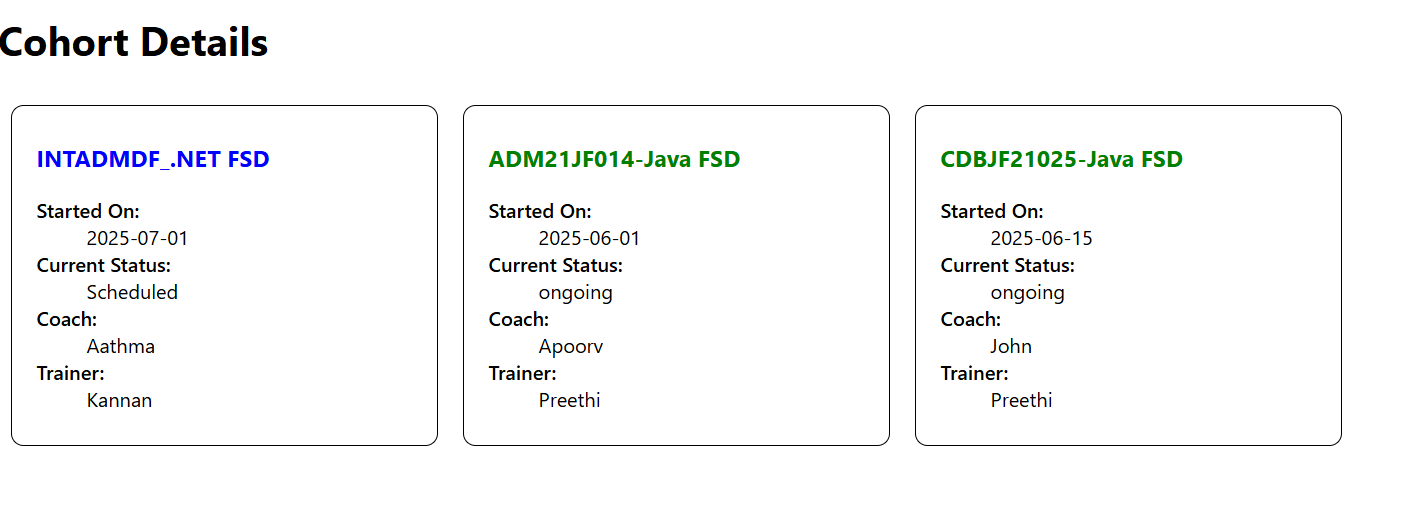 Cohort Details
INTADMDF_.NET FSD
Started On:
2025-07-01
Current Status:
Scheduled
Coach:
Aathma
Trainer:
Kannan
ADM21JF014-Java FSD
Started On:
2025-06-01
Current Status:
ongoing
Coach:
Apoorv
Trainer:
Preethi
CDBJF21025-Java FSD
Started On:
2025-06-15
Current Status:
ongoing
Coach:
John
Trainer:
Preethi